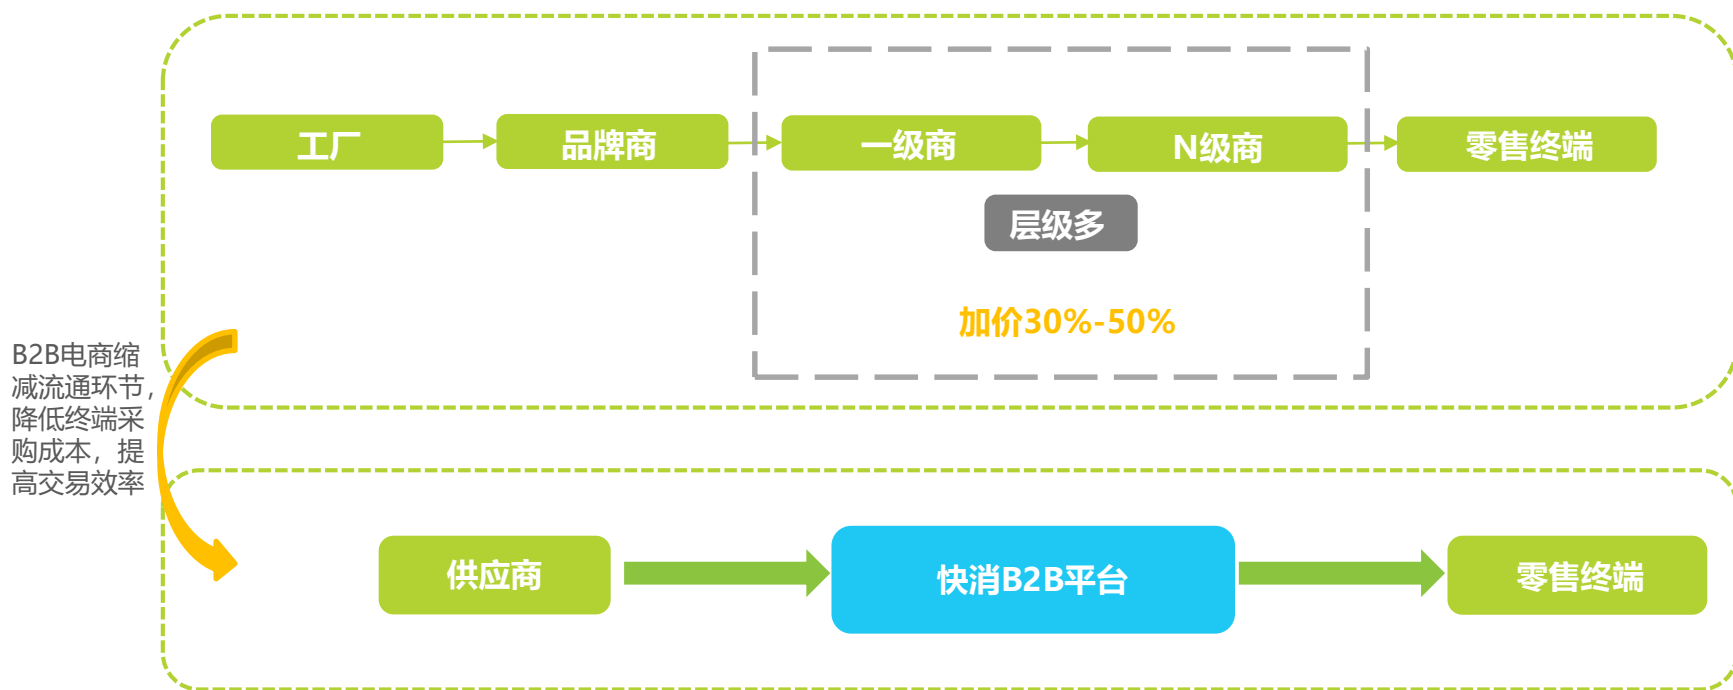 工厂
品牌商
一级商
N级商
零售终端
层级多
加价30%-50%
B2B电商缩
减流通环节，
降低终端采
购成本，提
高交易效率
供应商
快消B2B平台
零售终端